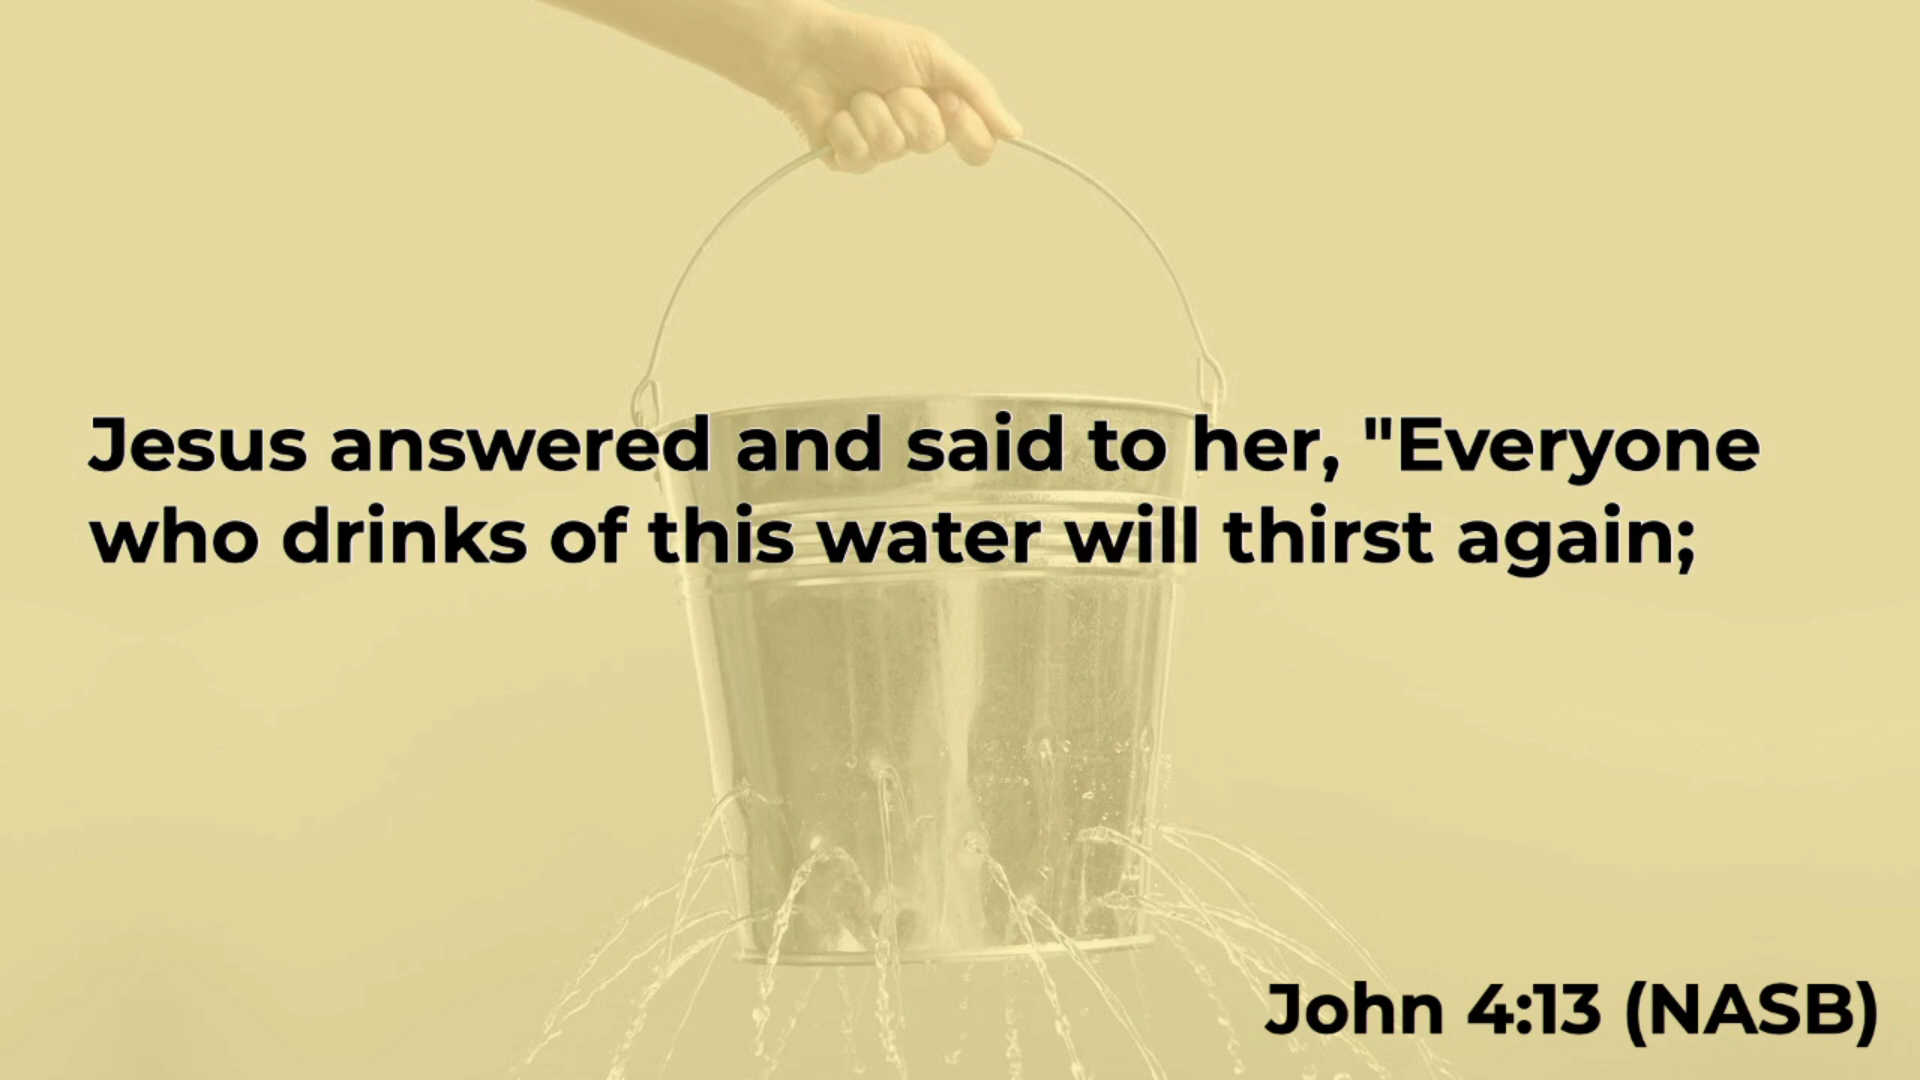 Jesus answered and said to her, "Everyone
who drinks of this water will thirst again;
John 4:13 (NASB)